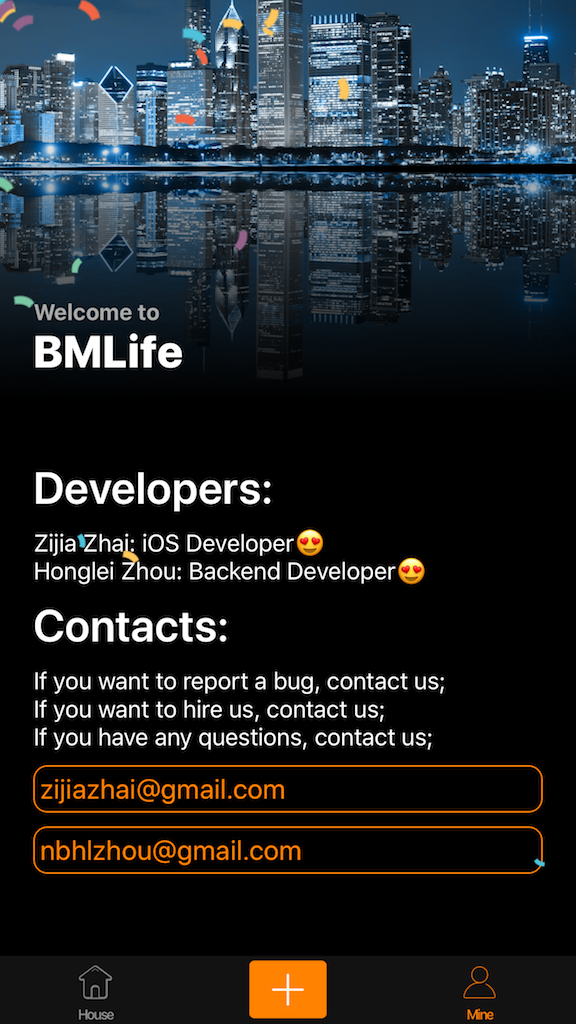 Welcome to
BMLife
Developers:
Zijia Zhai: iOS Developer😍
Honglei Zhou: Backend Developer😍
Contacts:
If you want to report a bug, contact us;
If you want to hire us, contact us;
If you have any questions, contact us;
zijiazhai@gmail.com
nbhlzhou@gmail.com
House
Mine